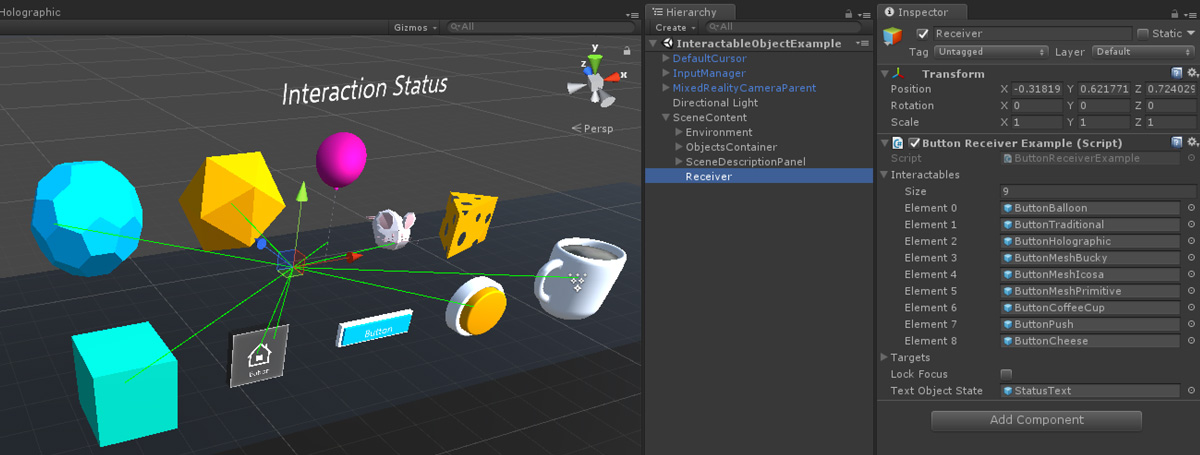 Holographic
Gizmos
All
Interaction Status
y
z
x
Persp
Button
Button
Hierarchy
Create
All
InteractableObjectExample
DefaultCursor
InputManager
MixedRealityCameraParent
Directional Light
SceneContent
Environment
ObjectsContainer
SceneDescriptionPanel
Receiver
Inspector
Receiver
Static
Tag Untagged Layer Default
Transform
Position X -0.31819 Y 0.621771 Z 0.724029
Rotation X 0 Y 0 Z 0
Scale X 1 Y 1 Z 1
Button Receiver Example (Script)
Script ButtonReceiverExample
Interactables
Size 9
Element 0 ButtonBalloon
Element 1 ButtonTraditional
Element 2 ButtonHolographic
Element 3 ButtonMeshBucky
Element 4 ButtonMeshIcosa
Element 5 ButtonMeshPrimitive
Element 6 ButtonCoffeeCup
Element 7 ButtonPush
Element 8 ButtonCheese
Targets
Lock Focus
Text Object State StatusText
Add Component